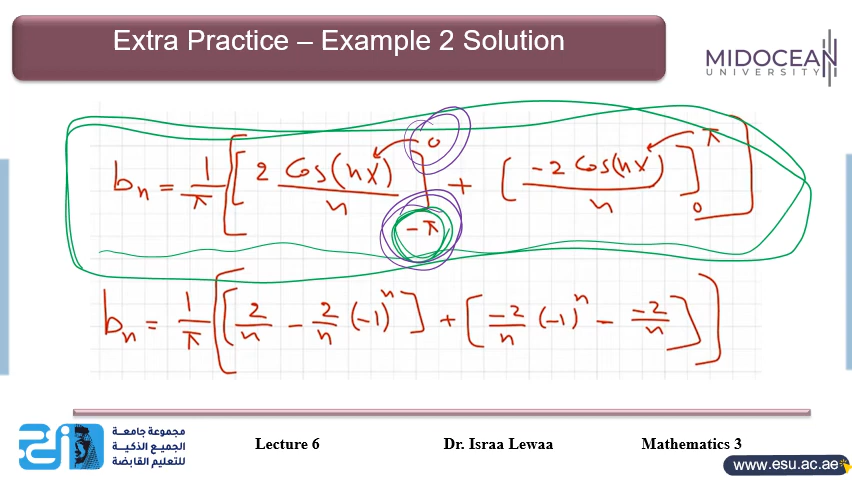 Extra Practice – Example 2 Solution
MIDOCEAN
UNIVERSITY
bn = 1/π [ [ 2 Cos(nx) / n ]_{-π}^{0} + [ -2 Cos(nx) / n ]_{0}^{π} ]
bn = 1/π [ [ 2/n - 2/n (-1)^n ] + [ -2/n (-1)^n - -2/n ] ]
مجموعة جامعة
الجميع الذكية
للتعليم القابضة
Lecture 6 Dr. Israa Lewaa Mathematics 3
www.esu.ac.ae